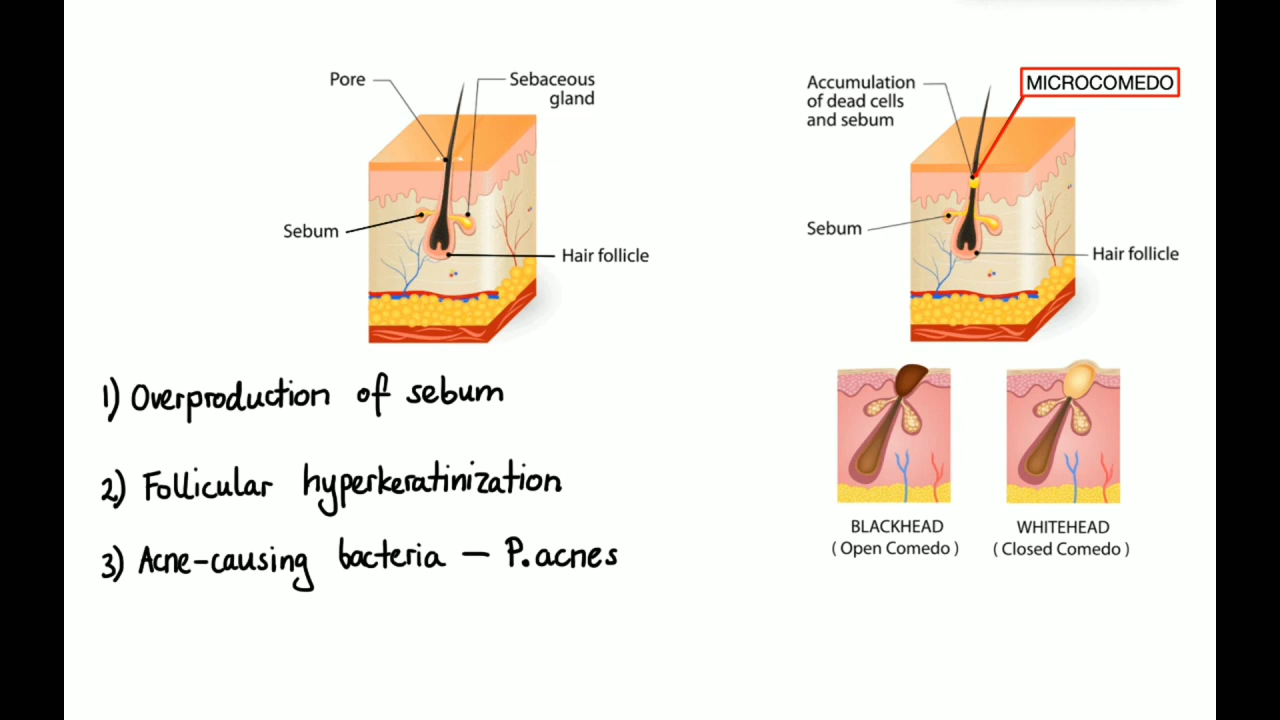 Pore
Sebaceous
gland
Sebum
Hair follicle
Accumulation
of dead cells
and sebum
MICROCOMEDO
Sebum
Hair follicle
1) Overproduction of sebum
2) Follicular hyperkeratinization
3) Acne-causing bacteria — P.acnes
BLACKHEAD
( Open Comedo )
WHITEHEAD
( Closed Comedo )